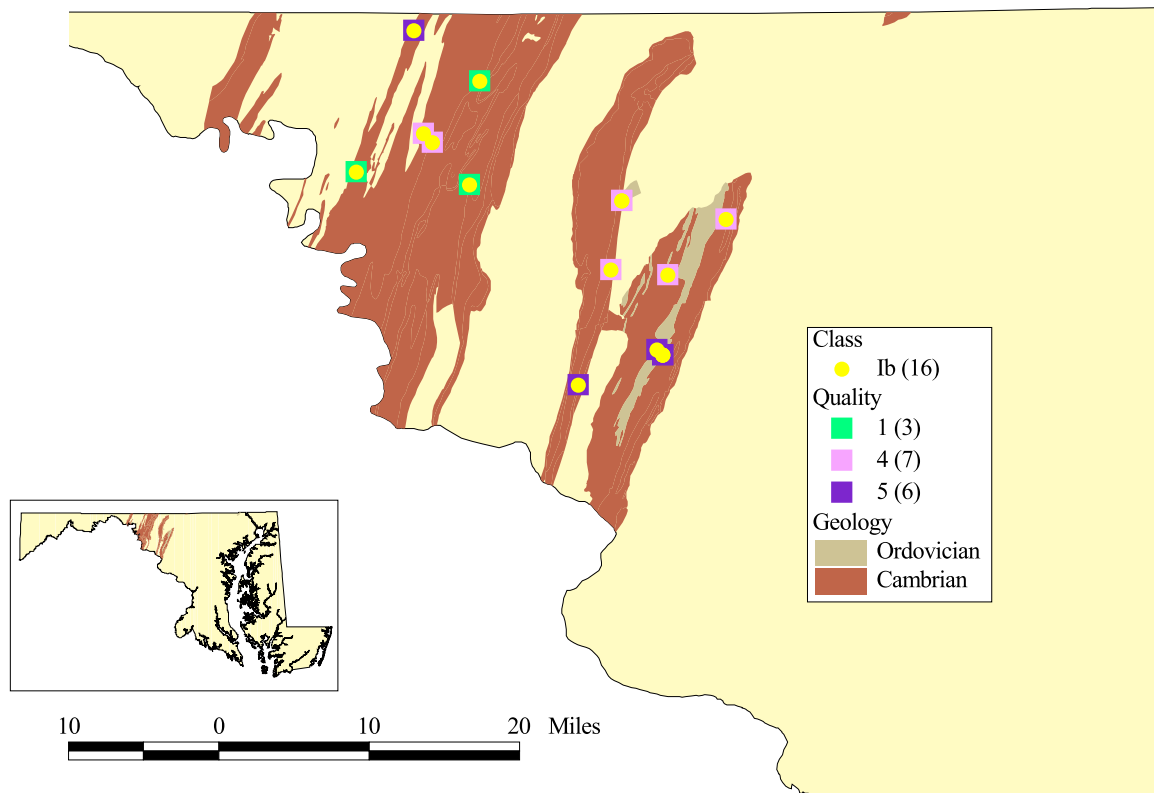 Class
Ib (16)
Quality
1 (3)
4 (7)
5 (6)
Geology
Ordovician
Cambrian
10 0 10 20 Miles